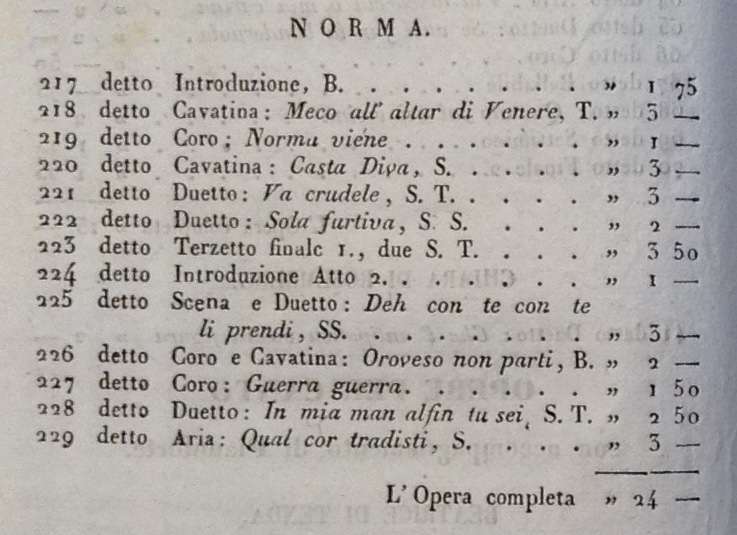 NORMA.
217 detto Introduzione, B. . . . . . . . . „ 1 75
218 detto Cavatina: Meco all' altar di Venere, T. „ 3 —
219 detto Coro; Norma viene . . . . . . . „ 1 —
220 detto Cavatina: Casta Diva, S. . . . . . „ 3 —
221 detto Duetto: Va crudele, S. T. . . . . . „ 3 —
222 detto Duetto: Sola furtiva, S. S. . . . . „ 2 —
223 detto Terzetto finale 1., due S. T. . . . „ 3 50
224 detto Introduzione Atto 2. . . . . . . . „ 1 —
225 detto Scena e Duetto: Deh con te con te
li prendi, SS. . . . . . . . . „ 3 —
226 detto Coro e Cavatina: Oroveso non parti, B. „ 2 —
227 detto Coro: Guerra guerra. . . . . . . „ 1 50
228 detto Duetto: In mia man alfin tu sei, S. T. „ 2 50
229 detto Aria: Qual cor tradisti, S. . . . . „ 3 —
L' Opera completa „ 24 —